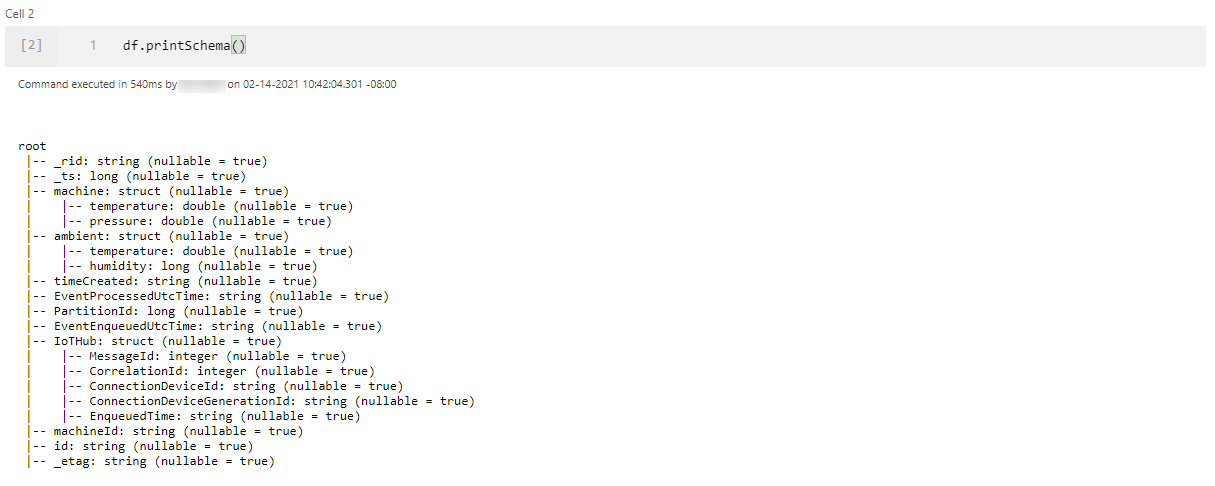 Cell 2
[2] 1 df.printSchema()
Command executed in 540ms by on 02-14-2021 10:42:04.301 -08:00
root
|-- _rid: string (nullable = true)
|-- _ts: long (nullable = true)
|-- machine: struct (nullable = true)
|    |-- temperature: double (nullable = true)
|    |-- pressure: double (nullable = true)
|-- ambient: struct (nullable = true)
|    |-- temperature: double (nullable = true)
|    |-- humidity: long (nullable = true)
|-- timeCreated: string (nullable = true)
|-- EventProcessedUtcTime: string (nullable = true)
|-- PartitionId: long (nullable = true)
|-- EventEnqueuedUtcTime: string (nullable = true)
|-- IoTHub: struct (nullable = true)
|    |-- MessageId: integer (nullable = true)
|    |-- CorrelationId: integer (nullable = true)
|    |-- ConnectionDeviceId: string (nullable = true)
|    |-- ConnectionDeviceGenerationId: string (nullable = true)
|    |-- EnqueuedTime: string (nullable = true)
|-- machineId: string (nullable = true)
|-- id: string (nullable = true)
|-- _etag: string (nullable = true)